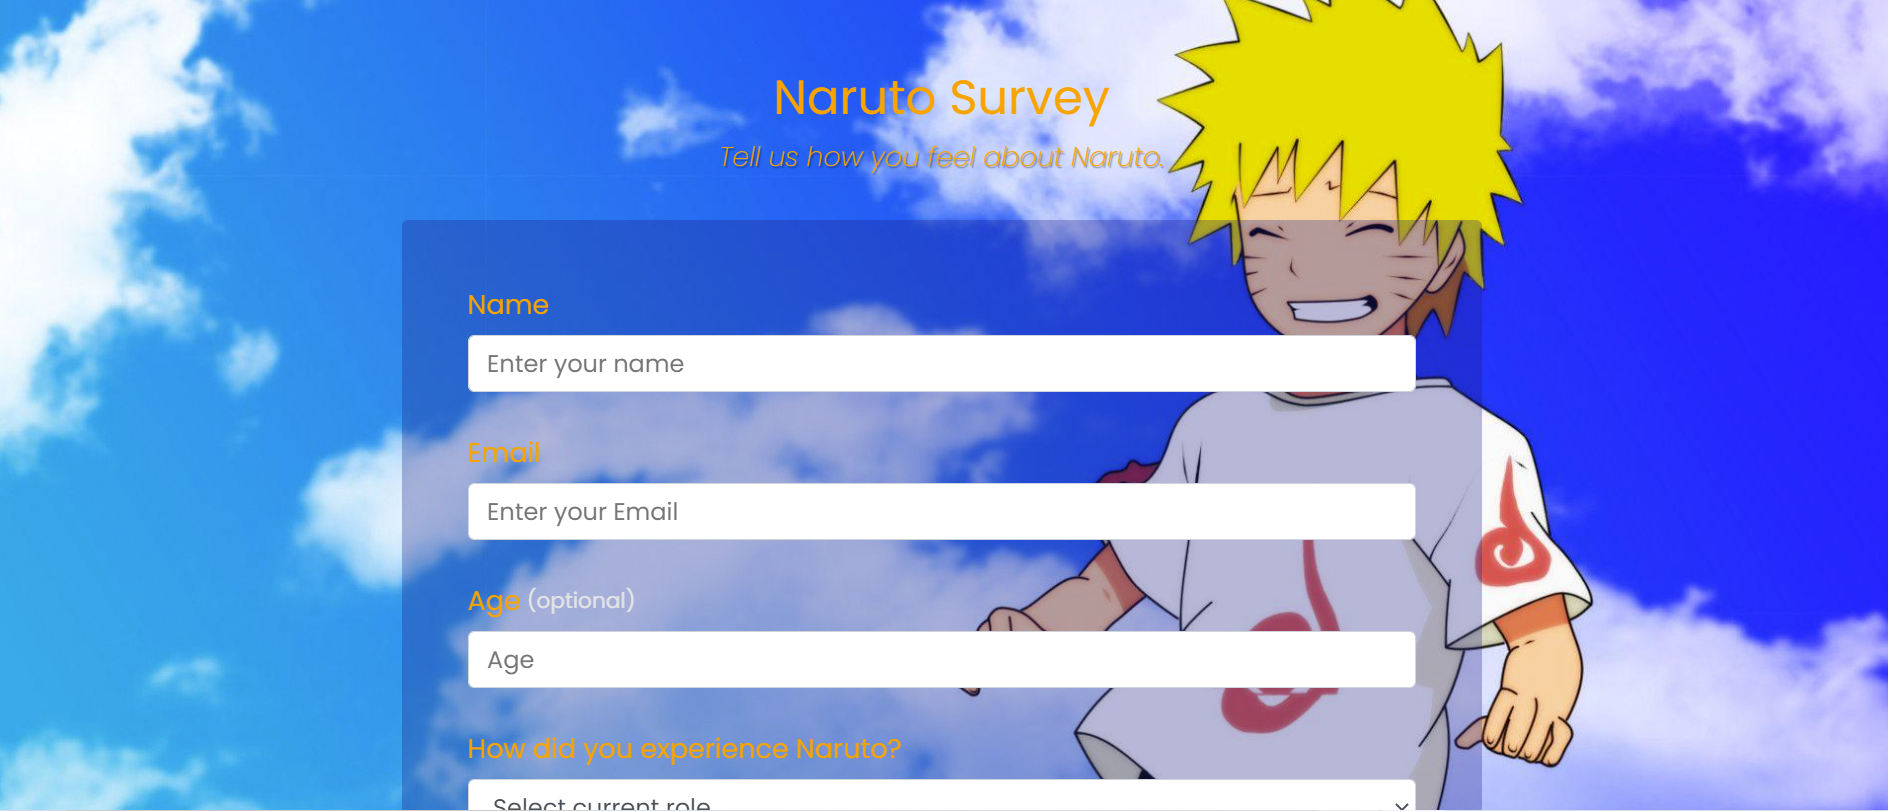 Naruto Survey
Tell us how you feel about Naruto.
Name
Enter your name
Email
Enter your Email
Age (optional)
Age
How did you experience Naruto?
Select current role